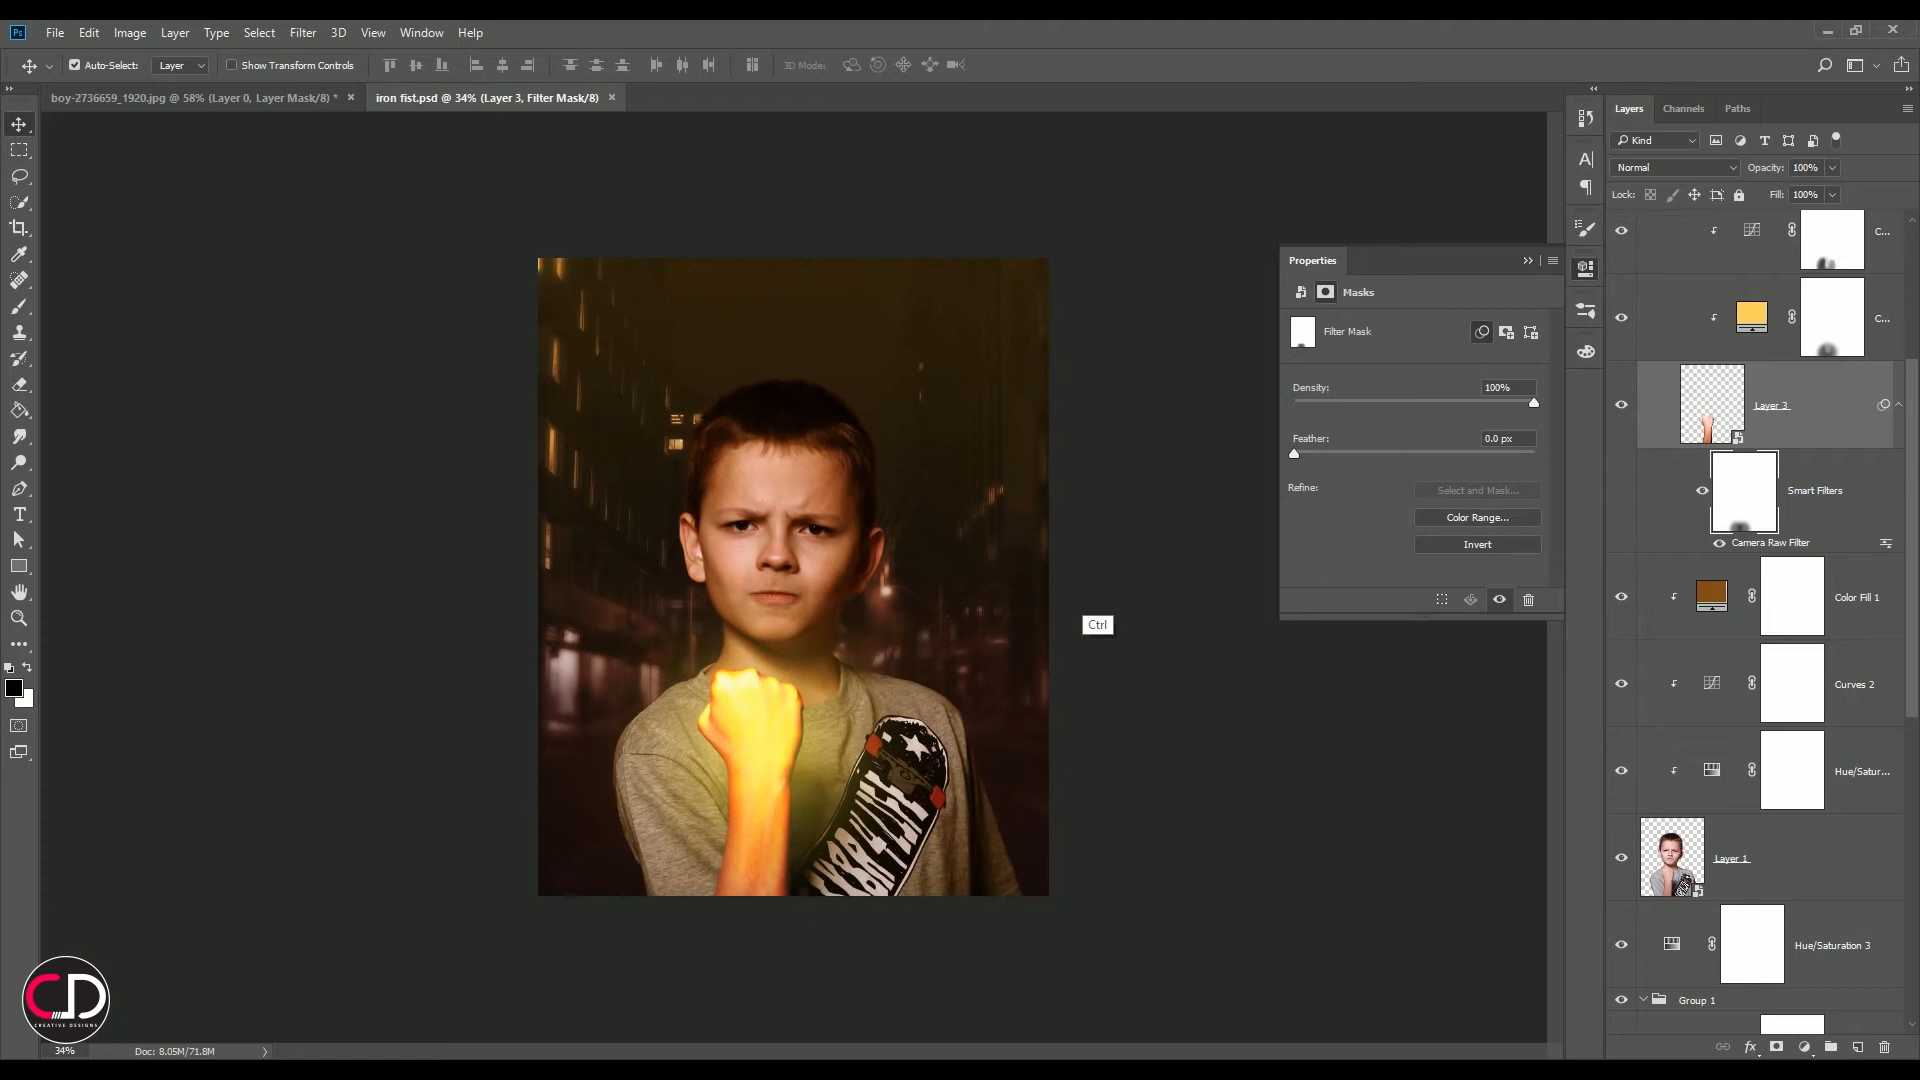 Ps File Edit Image Layer Type Select Filter 3D View Window Help
Auto-Select: Layer Show Transform Controls 3D Mode:
boy-2736659_1920.jpg @ 58% (Layer 0, Layer Mask/8) *
iron fist.psd @ 34% (Layer 3, Filter Mask/8)
Layers Channels Paths
Kind
Normal Opacity: 100%
Lock: Fill: 100%
C...
C...
Layer 3
Smart Filters
Camera Raw Filter
Color Fill 1
Curves 2
Hue/Satur...
Layer 1
Hue/Saturation 3
Group 1
Properties
Masks
Filter Mask
Density: 100%
Feather: 0.0 px
Refine: Select and Mask...
Color Range...
Invert
Ctrl
CD
CREATIVE DESIGNS
34% Doc: 8.05M/71.8M